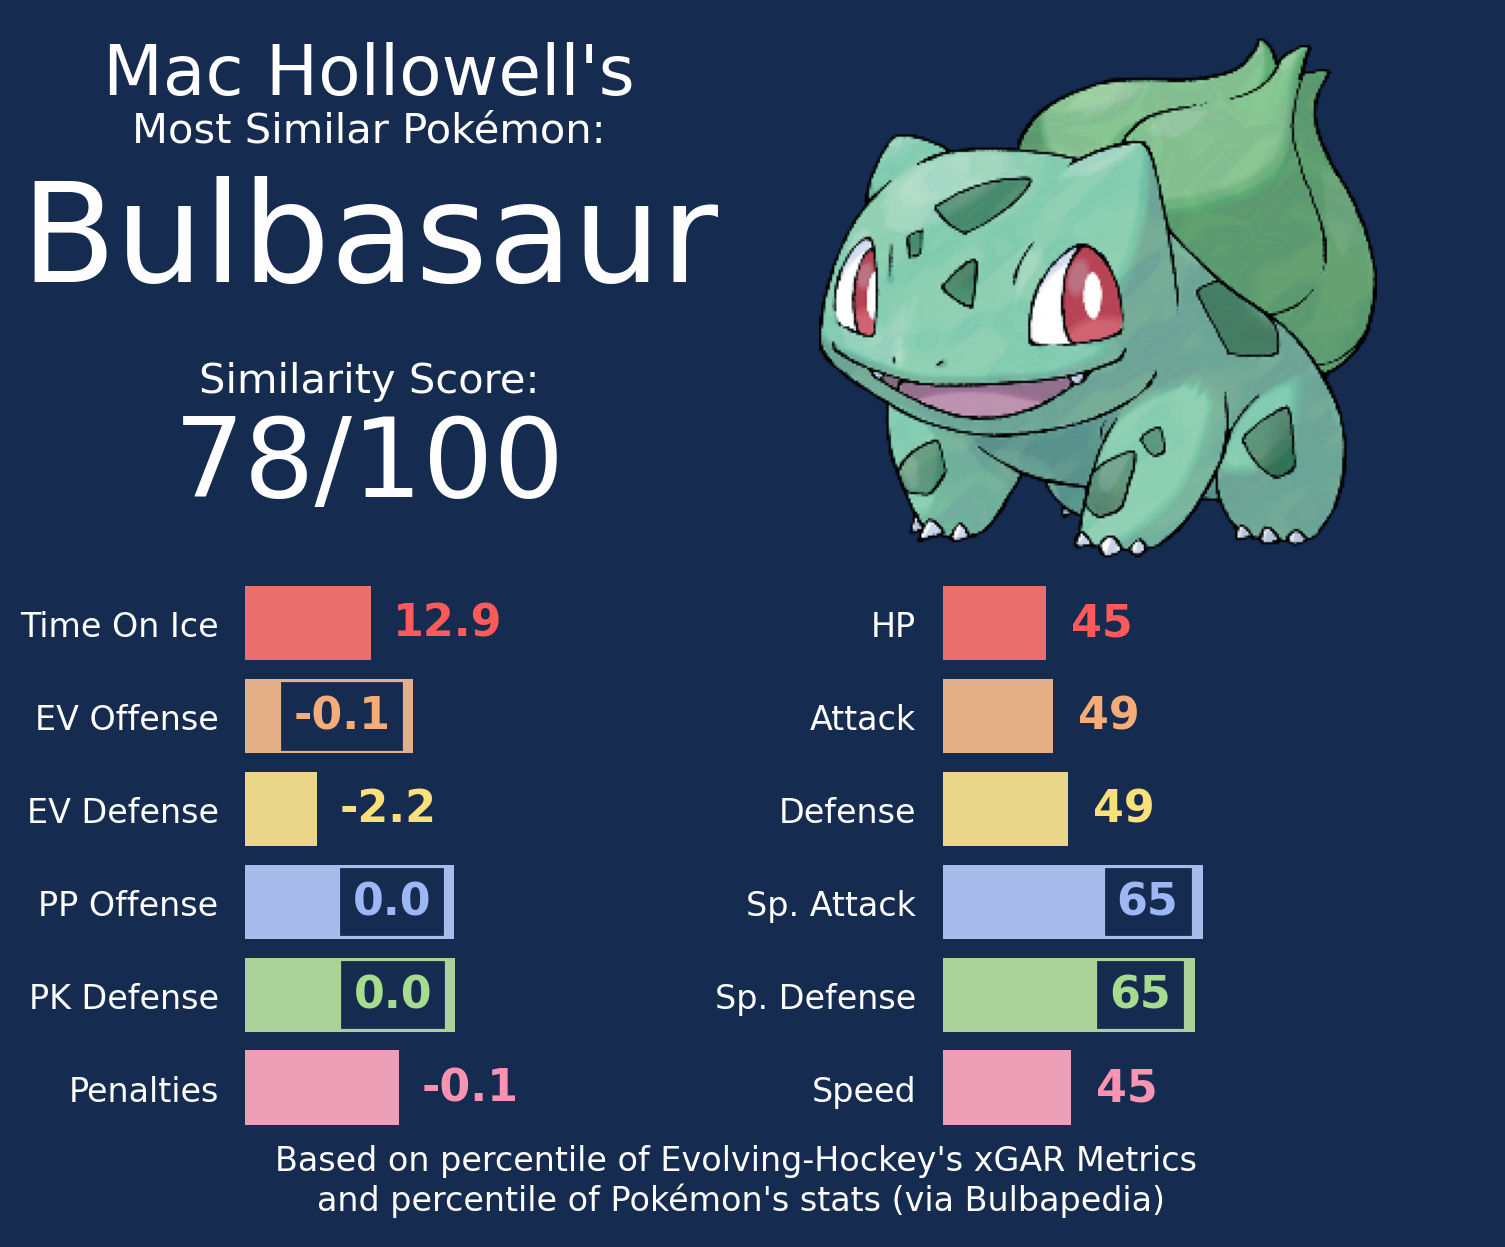 Mac Hollowell's
Most Similar Pokémon:
Bulbasaur
Similarity Score:
78/100
Time On Ice 12.9
EV Offense -0.1
EV Defense -2.2
PP Offense 0.0
PK Defense 0.0
Penalties -0.1
HP 45
Attack 49
Defense 49
Sp. Attack 65
Sp. Defense 65
Speed 45
Based on percentile of Evolving-Hockey's xGAR Metrics
and percentile of Pokémon's stats (via Bulbapedia)